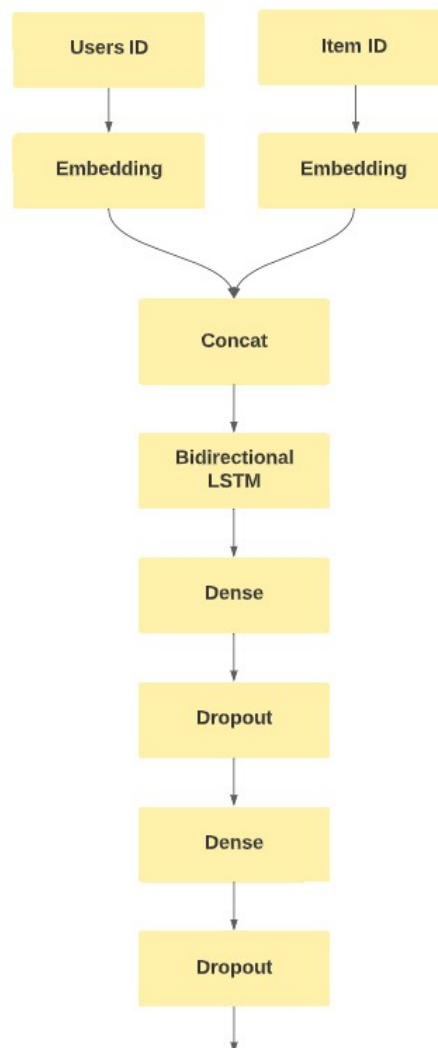 Users ID
Item ID
Embedding
Embedding
Concat
Bidirectional
LSTM
Dense
Dropout
Dense
Dropout